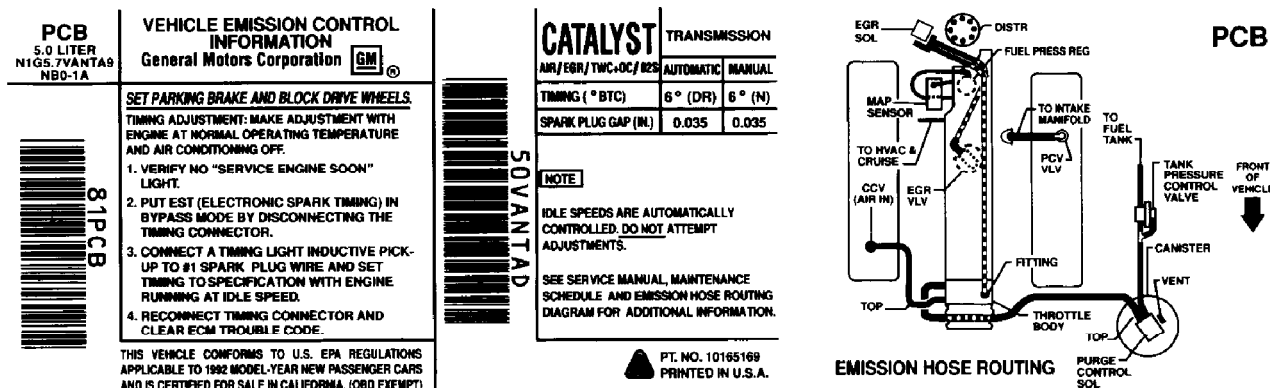 PCB
5.0 LITER
N1G5.7VANTA9
NB0-1A
81PCB
VEHICLE EMISSION CONTROL
INFORMATION
General Motors Corporation GM ®
SET PARKING BRAKE AND BLOCK DRIVE WHEELS.
TIMING ADJUSTMENT: MAKE ADJUSTMENT WITH
ENGINE AT NORMAL OPERATING TEMPERATURE
AND AIR CONDITIONING OFF.
1. VERIFY NO "SERVICE ENGINE SOON"
LIGHT.
2. PUT EST (ELECTRONIC SPARK TIMING) IN
BYPASS MODE BY DISCONNECTING THE
TIMING CONNECTOR.
3. CONNECT A TIMING LIGHT INDUCTIVE PICK-
UP TO #1 SPARK PLUG WIRE AND SET
TIMING TO SPECIFICATION WITH ENGINE
RUNNING AT IDLE SPEED.
4. RECONNECT TIMING CONNECTOR AND
CLEAR ECM TROUBLE CODE.
THIS VEHICLE CONFORMS TO U.S. EPA REGULATIONS
APPLICABLE TO 1992 MODEL-YEAR NEW PASSENGER CARS
AND IS CERTIFIED FOR SALE IN CALIFORNIA. (OBD EXEMPT)
50VANTAD
CATALYST TRANSMISSION
AIR/EGR/TWC+OC/O2S AUTOMATIC MANUAL
TIMING (°BTC) 6° (DR) 6° (N)
SPARK PLUG GAP (IN.) 0.035 0.035
NOTE
IDLE SPEEDS ARE AUTOMATICALLY
CONTROLLED. DO NOT ATTEMPT
ADJUSTMENTS.
SEE SERVICE MANUAL, MAINTENANCE
SCHEDULE AND EMISSION HOSE ROUTING
DIAGRAM FOR ADDITIONAL INFORMATION.
PT. NO. 10165169
PRINTED IN U.S.A.
EGR
SOL
DISTR
FUEL PRESS REG
PCB
MAP
SENSOR
TO INTAKE
MANIFOLD
TO
FUEL
TANK
TO HVAC &
CRUISE
PCV
VLV
TANK
PRESSURE
CONTROL
VALVE
FRONT
OF
VEHICLE
CCV
(AIR IN)
EGR
VLV
CANISTER
FITTING
VENT
TOP
THROTTLE
BODY
TOP
PURGE
CONTROL
SOL
EMISSION HOSE ROUTING